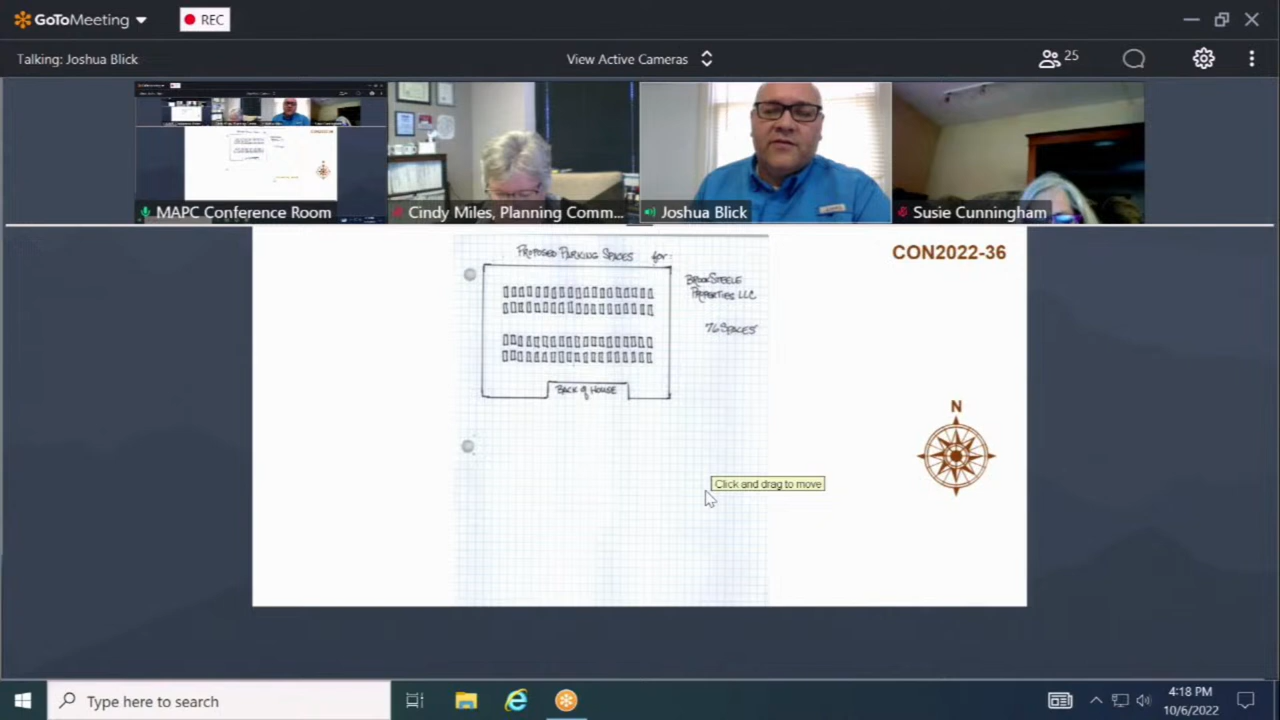 GoToMeeting
REC
Talking: Joshua Blick
View Active Cameras
25
MAPC Conference Room
Cindy Miles, Planning Comm...
Joshua Blick
Susie Cunningham
PROPOSED PARKING SPACES for:
BROOKSTEELE
PROPERTIES LLC
76 SPACES
BACK of HOUSE
CON2022-36
N
Click and drag to move
Type here to search
4:18 PM
10/6/2022